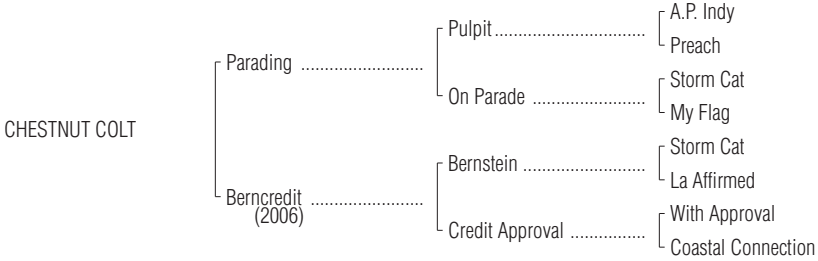 A.P. Indy
Pulpit..................................
Preach
Parading ...........................
On Parade .........................
Storm Cat
My Flag
CHESTNUT COLT
Bernstein ...........................
Storm Cat
La Affirmed
Berncredit .........................
(2006)
Credit Approval .................
With Approval
Coastal Connection